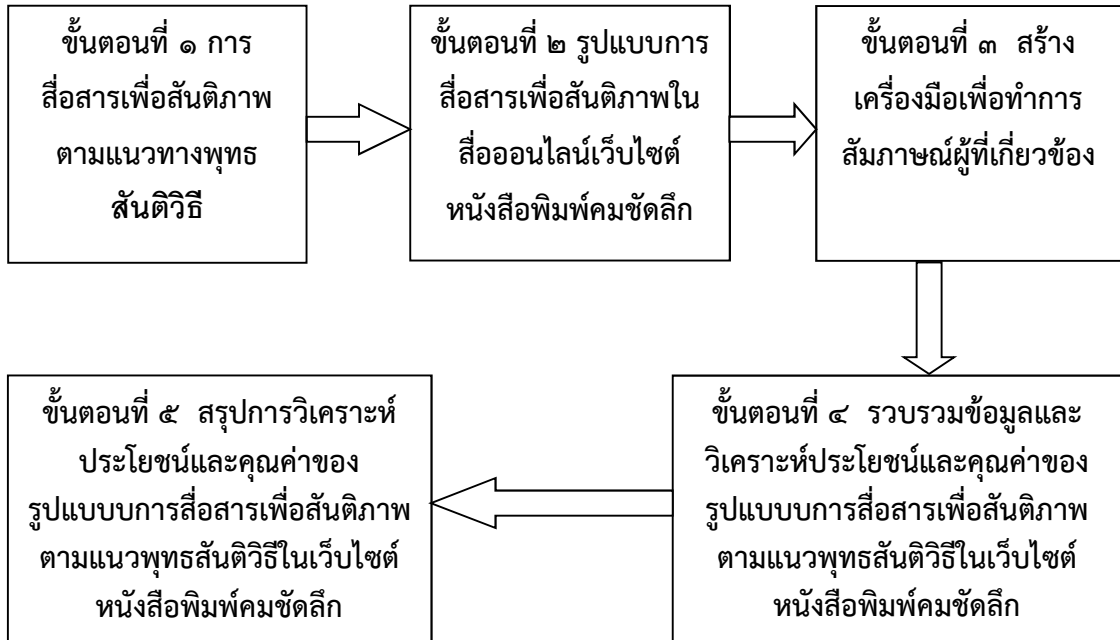 ขั้นตอนที่ ๑ การ
สื่อสารเพื่อสันติภาพ
ตามแนวทางพุทธ
สันติวิธี
ขั้นตอนที่ ๒ รูปแบบการ
สื่อสารเพื่อสันติภาพใน
สื่อออนไลน์เว็บไซต์
หนังสือพิมพ์คมชัดลึก
ขั้นตอนที่ ๓ สร้าง
เครื่องมือเพื่อทำการ
สัมภาษณ์ผู้ที่เกี่ยวข้อง
ขั้นตอนที่ ๔ รวบรวมข้อมูลและ
วิเคราะห์ประโยชน์และคุณค่าของ
รูปแบบบการสื่อสารเพื่อสันติภาพ
ตามแนวพุทธสันติวิธีในเว็บไซต์
หนังสือพิมพ์คมชัดลึก
ขั้นตอนที่ ๕ สรุปการวิเคราะห์
ประโยชน์และคุณค่าของ
รูปแบบบการสื่อสารเพื่อสันติภาพ
ตามแนวพุทธสันติวิธีในเว็บไซต์
หนังสือพิมพ์คมชัดลึก